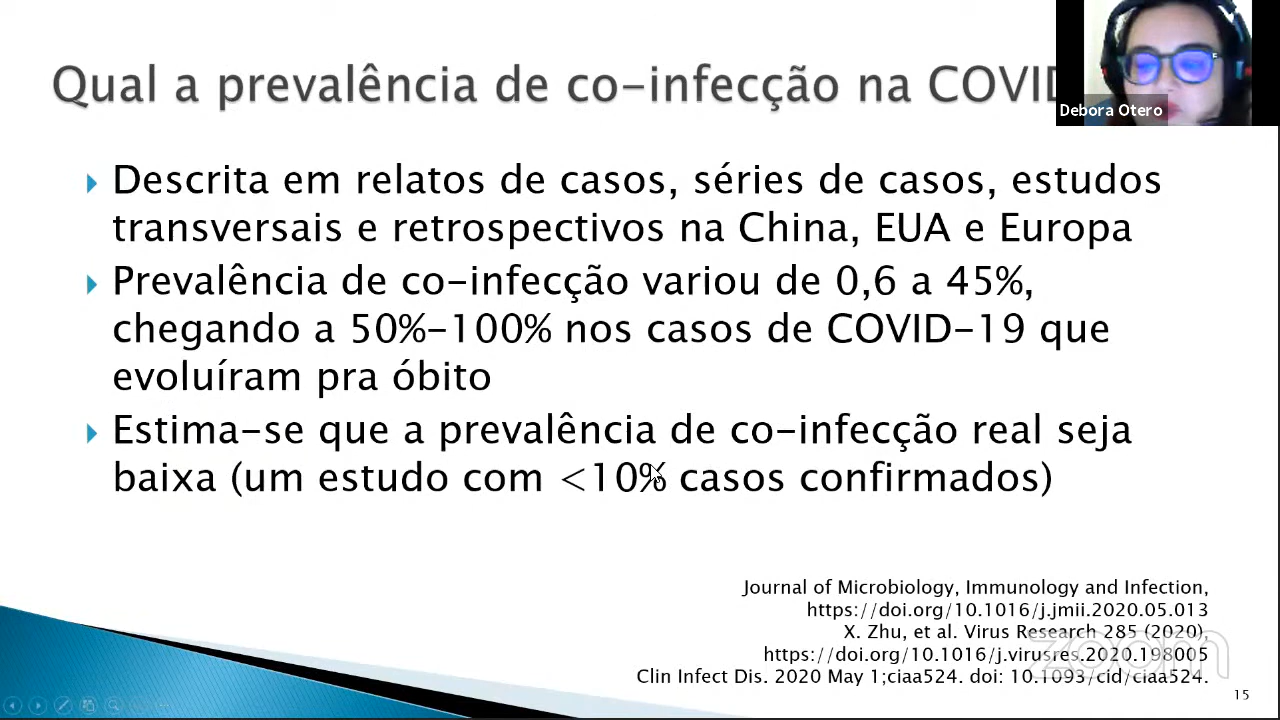 Qual a prevalência de co-infecção na COVID
Debora Otero
Descrita em relatos de casos, séries de casos, estudos
transversais e retrospectivos na China, EUA e Europa
Prevalência de co-infecção variou de 0,6 a 45%,
chegando a 50%-100% nos casos de COVID-19 que
evoluíram pra óbito
Estima-se que a prevalência de co-infecção real seja
baixa (um estudo com <10% casos confirmados)
Journal of Microbiology, Immunology and Infection,
https://doi.org/10.1016/j.jmii.2020.05.013
X. Zhu, et al. Virus Research 285 (2020),
https://doi.org/10.1016/j.virusres.2020.198005
Clin Infect Dis. 2020 May 1;ciaa524. doi: 10.1093/cid/ciaa524.
zoom
15